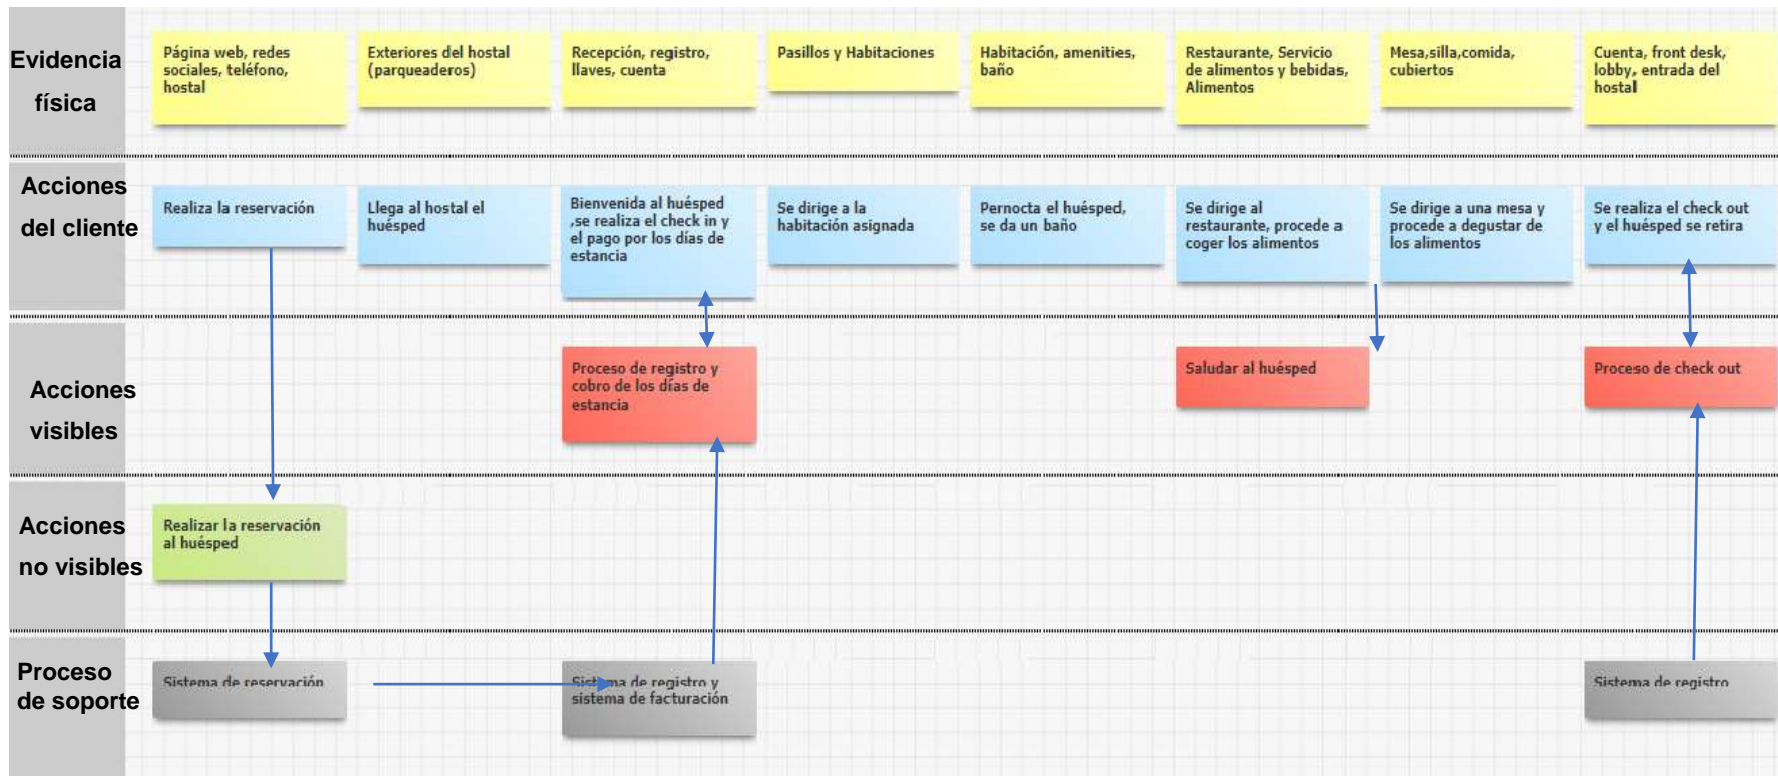 Evidencia
física
Página web, redes
sociales, teléfono,
hostal
Exteriores del hostal
(parqueaderos)
Recepción, registro,
llaves, cuenta
Pasillos y Habitaciones
Habitación, amenities,
baño
Restaurante, Servicio
de alimentos y bebidas,
Alimentos
Mesa,silla,comida,
cubiertos
Cuenta, front desk,
lobby, entrada del
hostal
Acciones
del cliente
Realiza la reservación
Llega al hostal el
huésped
Bienvenida al huésped
,se realiza el check in y
el pago por los días de
estancia
Se dirige a la
habitación asignada
Pernocta el huésped,
se da un baño
Se dirige al
restaurante, procede a
coger los alimentos
Se dirige a una mesa y
procede a degustar de
los alimentos
Se realiza el check out
y el huésped se retira
Acciones
visibles
Proceso de registro y
cobro de los días de
estancia
Saludar al huésped
Proceso de check out
Acciones
no visibles
Realizar la reservación
al huésped
Proceso
de soporte
Sistema de reservación
Sistema de registro y
sistema de facturación
Sistema de registro